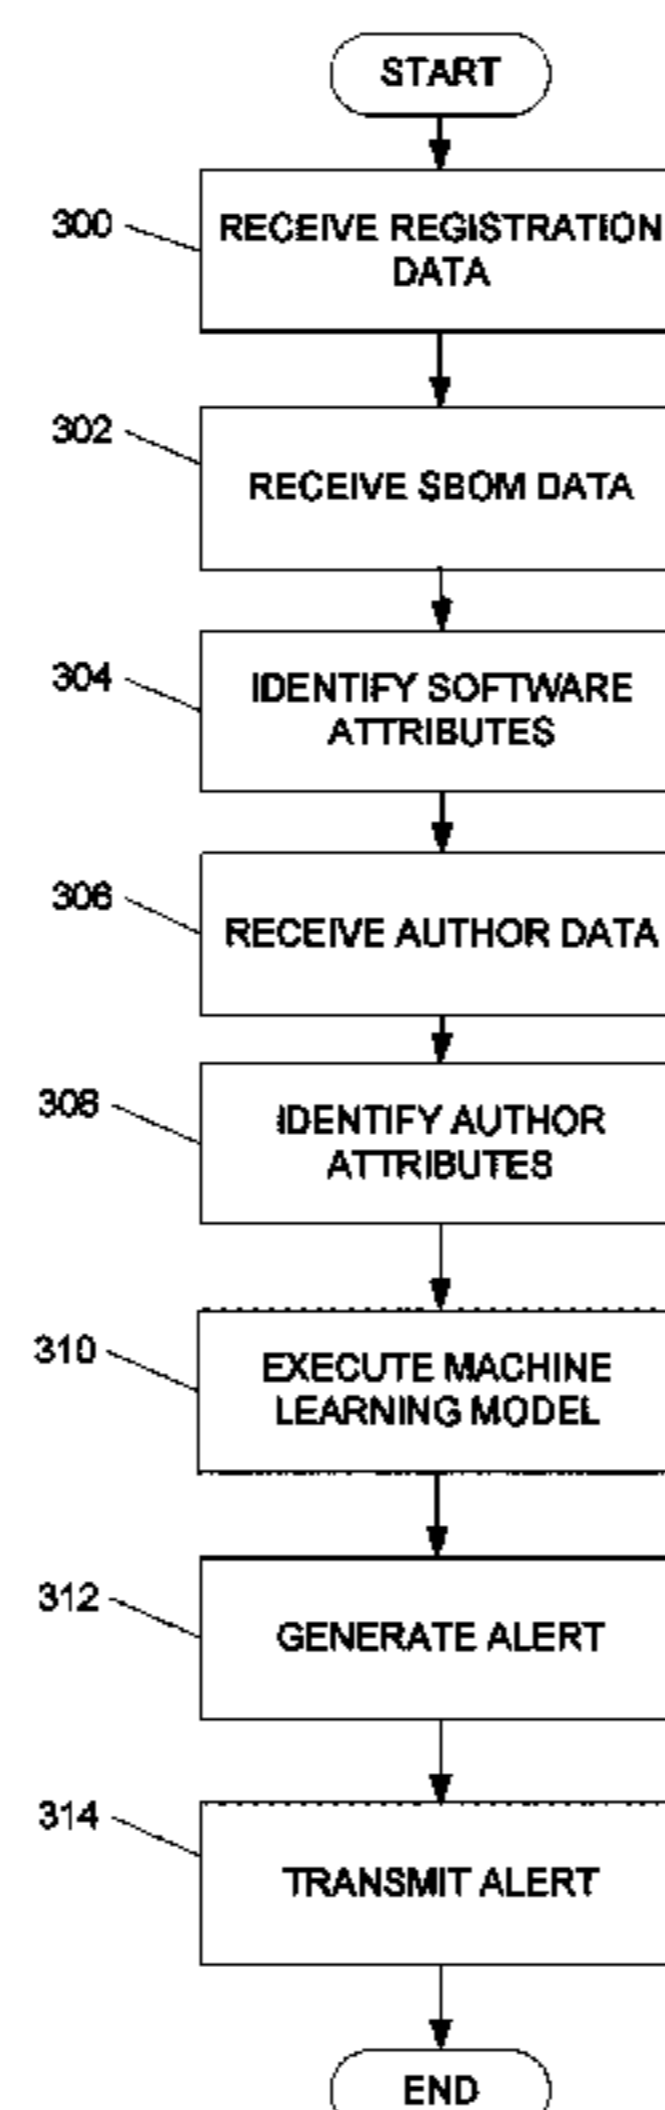 START
300
RECEIVE REGISTRATION
DATA
302
RECEIVE SBOM DATA
304
IDENTIFY SOFTWARE
ATTRIBUTES
306
RECEIVE AUTHOR DATA
308
IDENTIFY AUTHOR
ATTRIBUTES
310
EXECUTE MACHINE
LEARNING MODEL
312
GENERATE ALERT
314
TRANSMIT ALERT
END